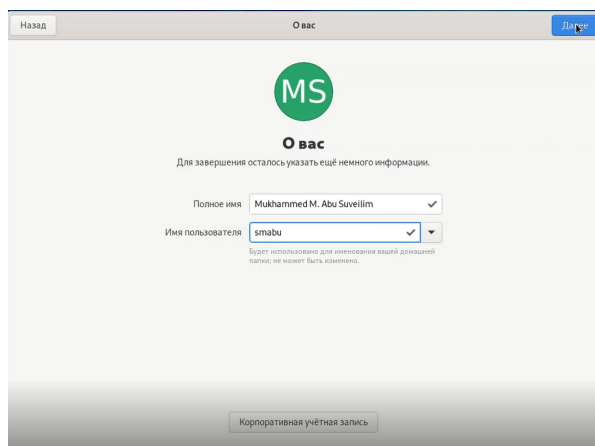 Назад
О вас
Далее
MS
О вас
Для завершения осталось указать ещё немного информации.
Полное имя
Mukhammed M. Abu Suveilim
Имя пользователя
smabu
Будет использовано для именования вашей домашней
папки; не может быть изменено.
Корпоративная учётная запись